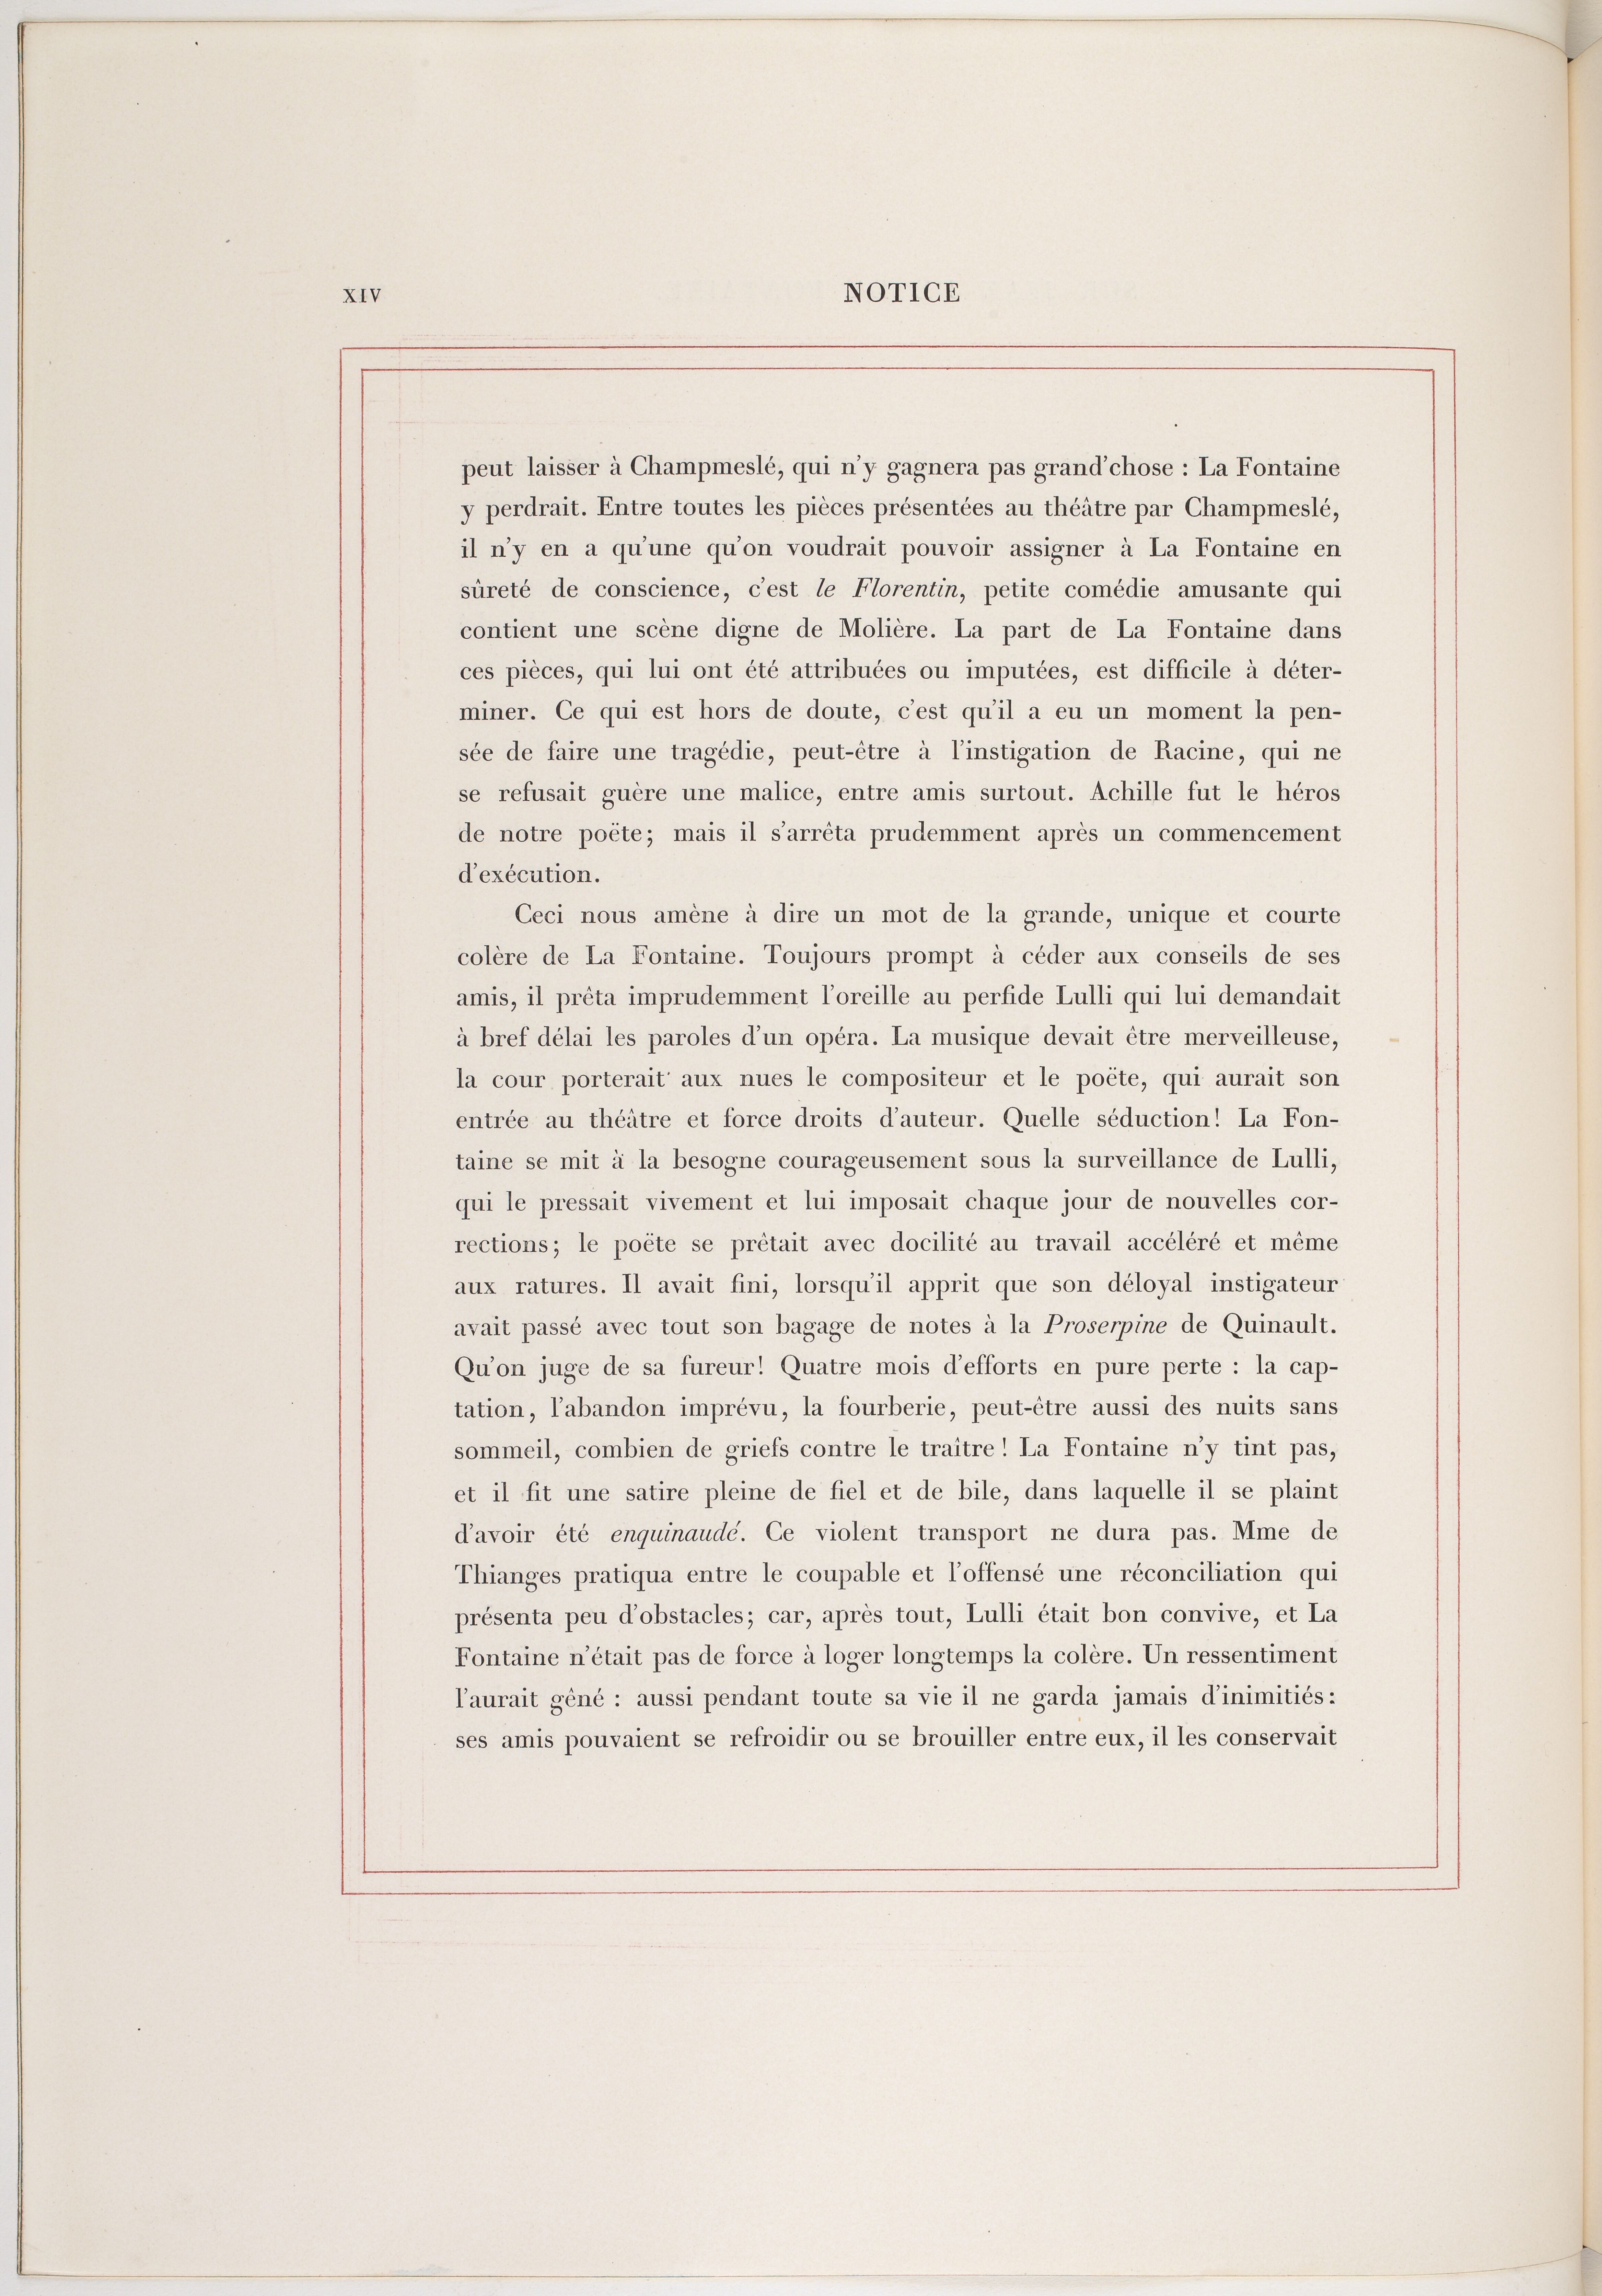 XIV
NOTICE
peut laisser à Champmeslé, qui n'y gagnera pas grand'chose : La Fontaine
y perdrait. Entre toutes les pièces présentées au théâtre par Champmeslé,
il n'y en a qu'une qu'on voudrait pouvoir assigner à La Fontaine en
sûreté de conscience, c'est le Florentin, petite comédie amusante qui
contient une scène digne de Molière. La part de La Fontaine dans
ces pièces, qui lui ont été attribuées ou imputées, est difficile à déter-
miner. Ce qui est hors de doute, c'est qu'il a eu un moment la pen-
sée de faire une tragédie, peut-être à l'instigation de Racine, qui ne
se refusait guère une malice, entre amis surtout. Achille fut le héros
de notre poëte; mais il s'arrêta prudemment après un commencement
d'exécution.
Ceci nous amène à dire un mot de la grande, unique et courte
colère de La Fontaine. Toujours prompt à céder aux conseils de ses
amis, il prêta imprudemment l'oreille au perfide Lulli qui lui demandait
à bref délai les paroles d'un opéra. La musique devait être merveilleuse,
la cour porterait aux nues le compositeur et le poëte, qui aurait son
entrée au théâtre et force droits d'auteur. Quelle séduction! La Fon-
taine se mit à la besogne courageusement sous la surveillance de Lulli,
qui le pressait vivement et lui imposait chaque jour de nouvelles cor-
rections; le poëte se prêtait avec docilité au travail accéléré et même
aux ratures. Il avait fini, lorsqu'il apprit que son déloyal instigateur
avait passé avec tout son bagage de notes à la Proserpine de Quinault.
Qu'on juge de sa fureur! Quatre mois d'efforts en pure perte : la cap-
tation, l'abandon imprévu, la fourberie, peut-être aussi des nuits sans
sommeil, combien de griefs contre le traître! La Fontaine n'y tint pas,
et il fit une satire pleine de fiel et de bile, dans laquelle il se plaint
d'avoir été enquinaudé. Ce violent transport ne dura pas. Mme de
Thianges pratiqua entre le coupable et l'offensé une réconciliation qui
présenta peu d'obstacles; car, après tout, Lulli était bon convive, et La
Fontaine n'était pas de force à loger longtemps la colère. Un ressentiment
l'aurait gêné : aussi pendant toute sa vie il ne garda jamais d'inimitiés:
ses amis pouvaient se refroidir ou se brouiller entre eux, il les conservait